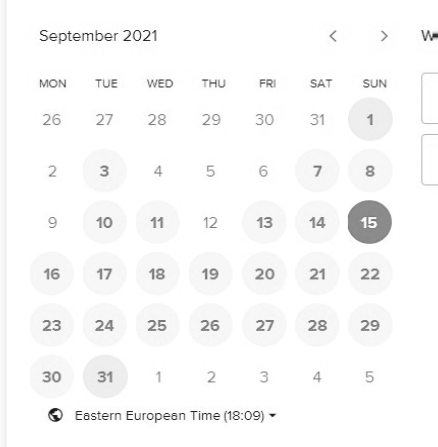 September 2021
MON TUE WED THU FRI SAT SUN
26 27 28 29 30 31 1
2 3 4 5 6 7 8
9 10 11 12 13 14 15
16 17 18 19 20 21 22
23 24 25 26 27 28 29
30 31 1 2 3 4 5
Eastern European Time (18:09)